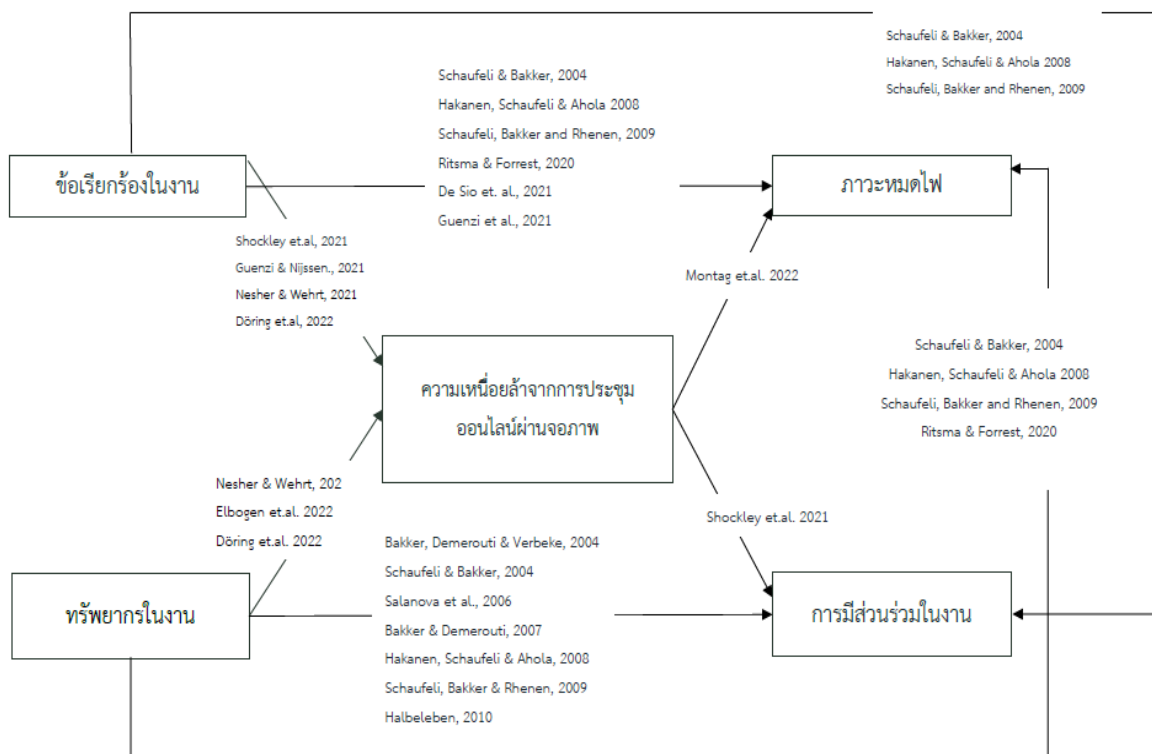 Schaufeli & Bakker, 2004
Hakanen, Schaufeli & Ahola 2008
Schaufeli, Bakker and Rhenen, 2009
Schaufeli & Bakker, 2004
Hakanen, Schaufeli & Ahola 2008
Schaufeli, Bakker and Rhenen, 2009
Ritsma & Forrest, 2020
De Sio et. al., 2021
Guenzi et al., 2021
ข้อเรียกร้องในงาน
ภาวะหมดไฟ
Shockley et.al, 2021
Guenzi & Nijssen., 2021
Nesher & Wehrt, 2021
Döring et.al, 2022
Montag et.al. 2022
ความเหนื่อยล้าจากการประชุม
ออนไลน์ผ่านจอภาพ
Schaufeli & Bakker, 2004
Hakanen, Schaufeli & Ahola 2008
Schaufeli, Bakker and Rhenen, 2009
Ritsma & Forrest, 2020
Nesher & Wehrt, 202
Elbogen et.al. 2022
Döring et.al. 2022
Shockley et.al. 2021
Bakker, Demerouti & Verbeke, 2004
Schaufeli & Bakker, 2004
Salanova et al., 2006
Bakker & Demerouti, 2007
Hakanen, Schaufeli & Ahola, 2008
Schaufeli, Bakker & Rhenen, 2009
Halbeleben, 2010
ทรัพยากรในงาน
การมีส่วนร่วมในงาน